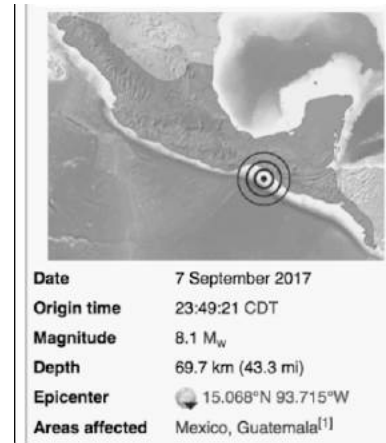 Date 7 September 2017
Origin time 23:49:21 CDT
Magnitude 8.1 Mw
Depth 69.7 km (43.3 mi)
Epicenter 15.068°N 93.715°W
Areas affected Mexico, Guatemala[1]